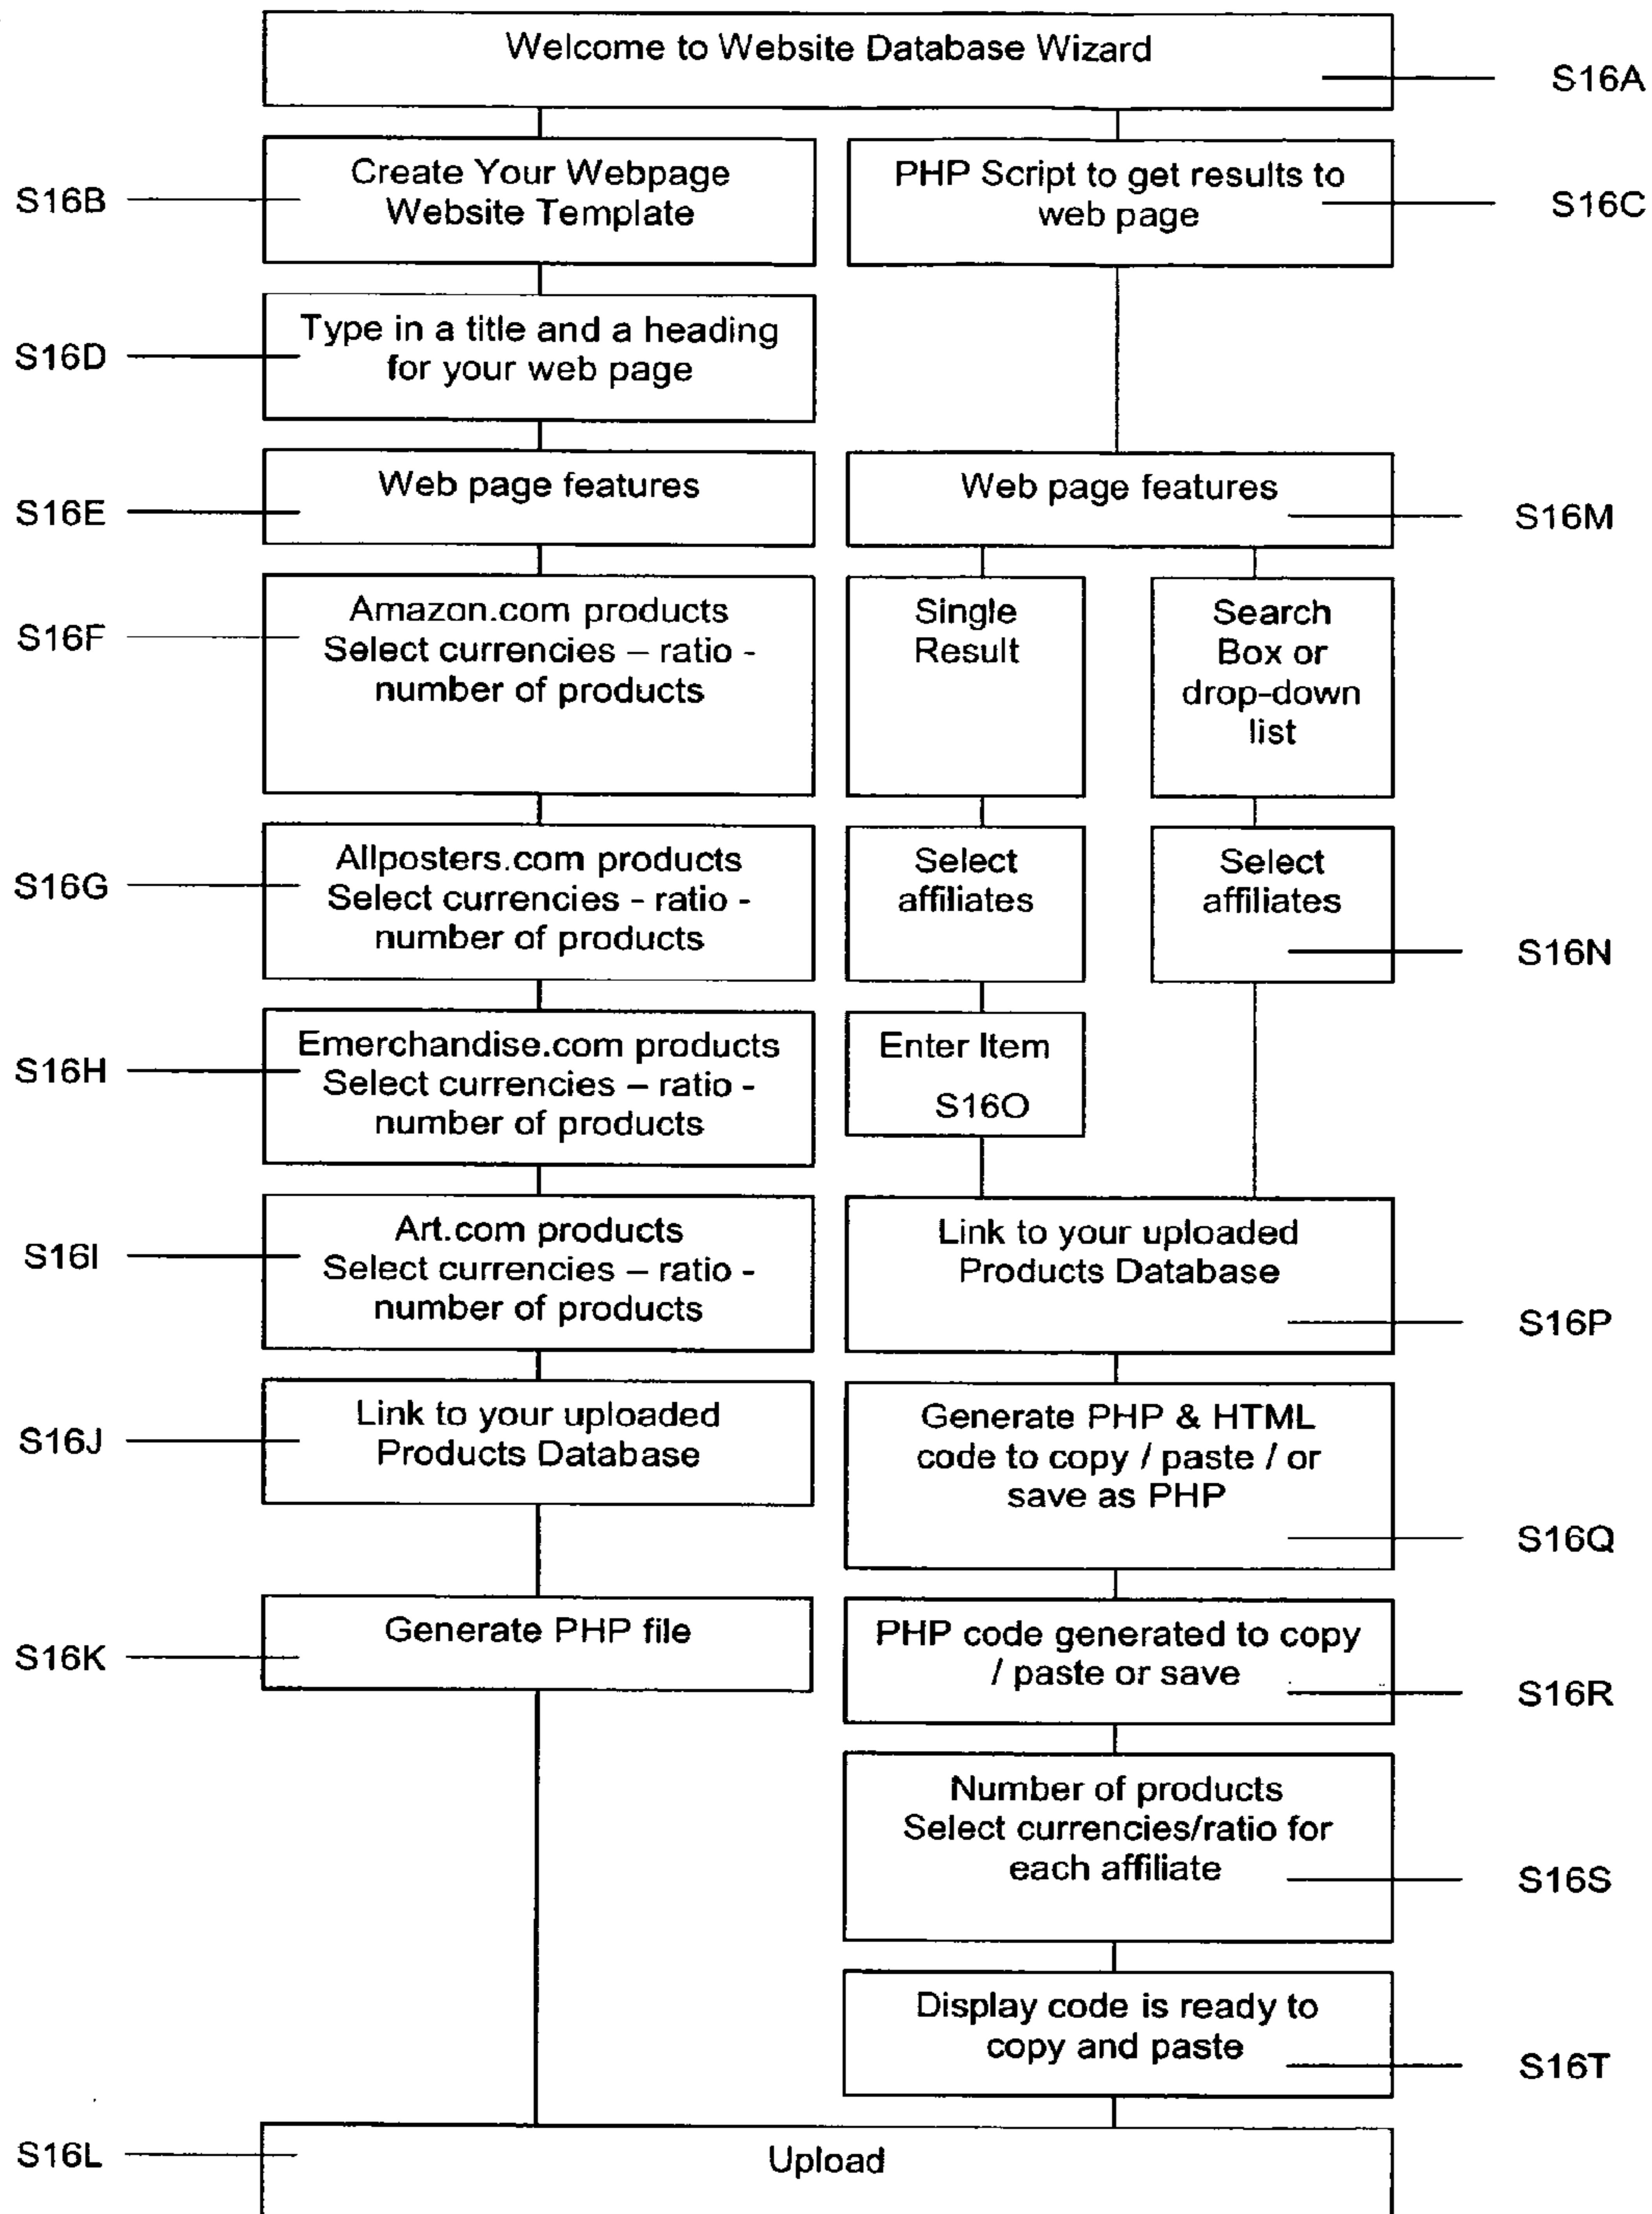 Welcome to Website Database Wizard
S16A
Create Your Webpage
Website Template
S16B
PHP Script to get results to
web page
S16C
Type in a title and a heading
for your web page
S16D
Web page features
S16E
Web page features
S16M
Amazon.com products
Select currencies – ratio -
number of products
S16F
Single
Result
Search
Box or
drop-down
list
Allposters.com products
Select currencies - ratio -
number of products
S16G
Select
affiliates
Select
affiliates
S16N
Emerchandise.com products
Select currencies – ratio -
number of products
S16H
Enter Item
S16O
Art.com products
Select currencies – ratio -
number of products
S16I
Link to your uploaded
Products Database
S16P
Link to your uploaded
Products Database
S16J
Generate PHP & HTML
code to copy / paste / or
save as PHP
S16Q
Generate PHP file
S16K
PHP code generated to copy
/ paste or save
S16R
Number of products
Select currencies/ratio for
each affiliate
S16S
Display code is ready to
copy and paste
S16T
S16L
Upload